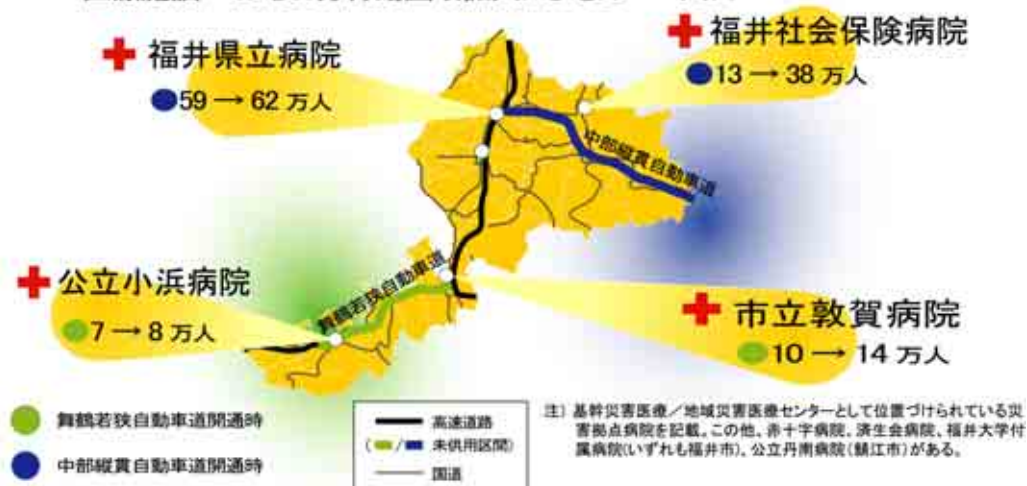 福井県立病院
59 → 62 万人
福井社会保険病院
13 → 38 万人
中部縦貫自動車道
舞鶴若狭自動車道
公立小浜病院
7 → 8 万人
市立敦賀病院
10 → 14 万人
舞鶴若狭自動車道開通時
中部縦貫自動車道開通時
高速道路
( / 未供用区間)
国道
注) 基幹災害医療/地域災害医療センターとして位置づけられている災
害拠点病院を記載。この他、赤十字病院、済生会病院、福井大学付
属病院(いずれも福井市)、公立丹南病院(鯖江市)がある。